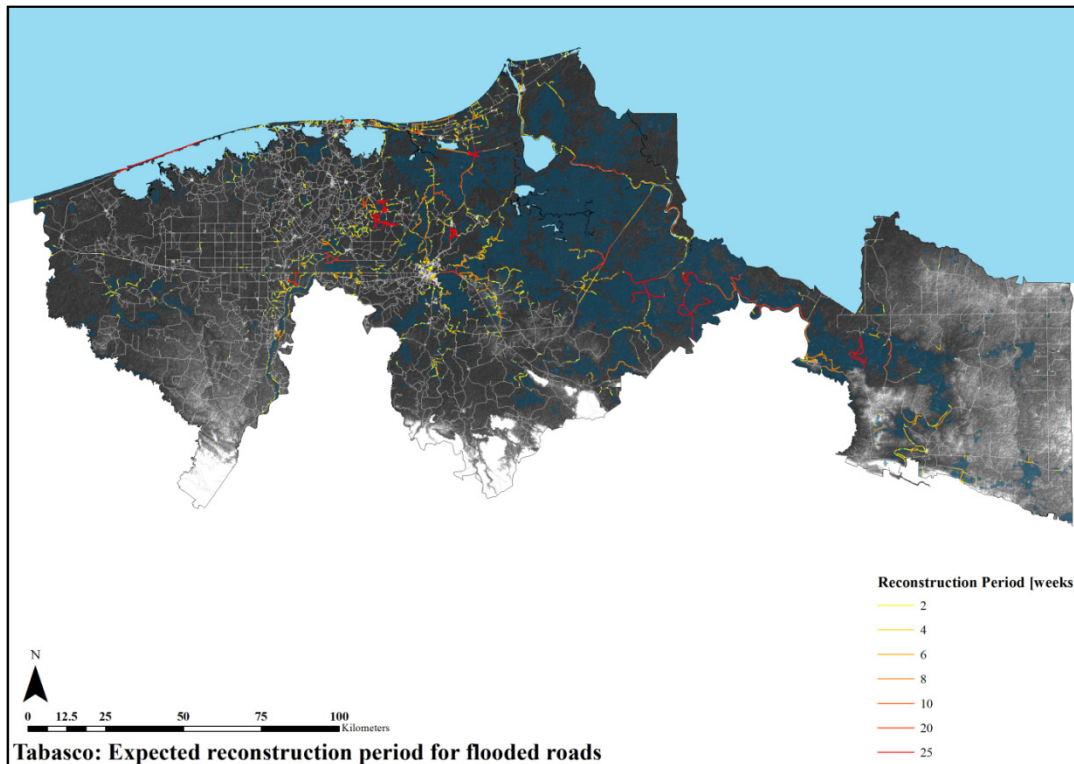 Reconstruction Period [weeks
2
4
6
8
10
20
25
N
0 12.5 25 50 75 100
Kilometers
Tabasco: Expected reconstruction period for flooded roads